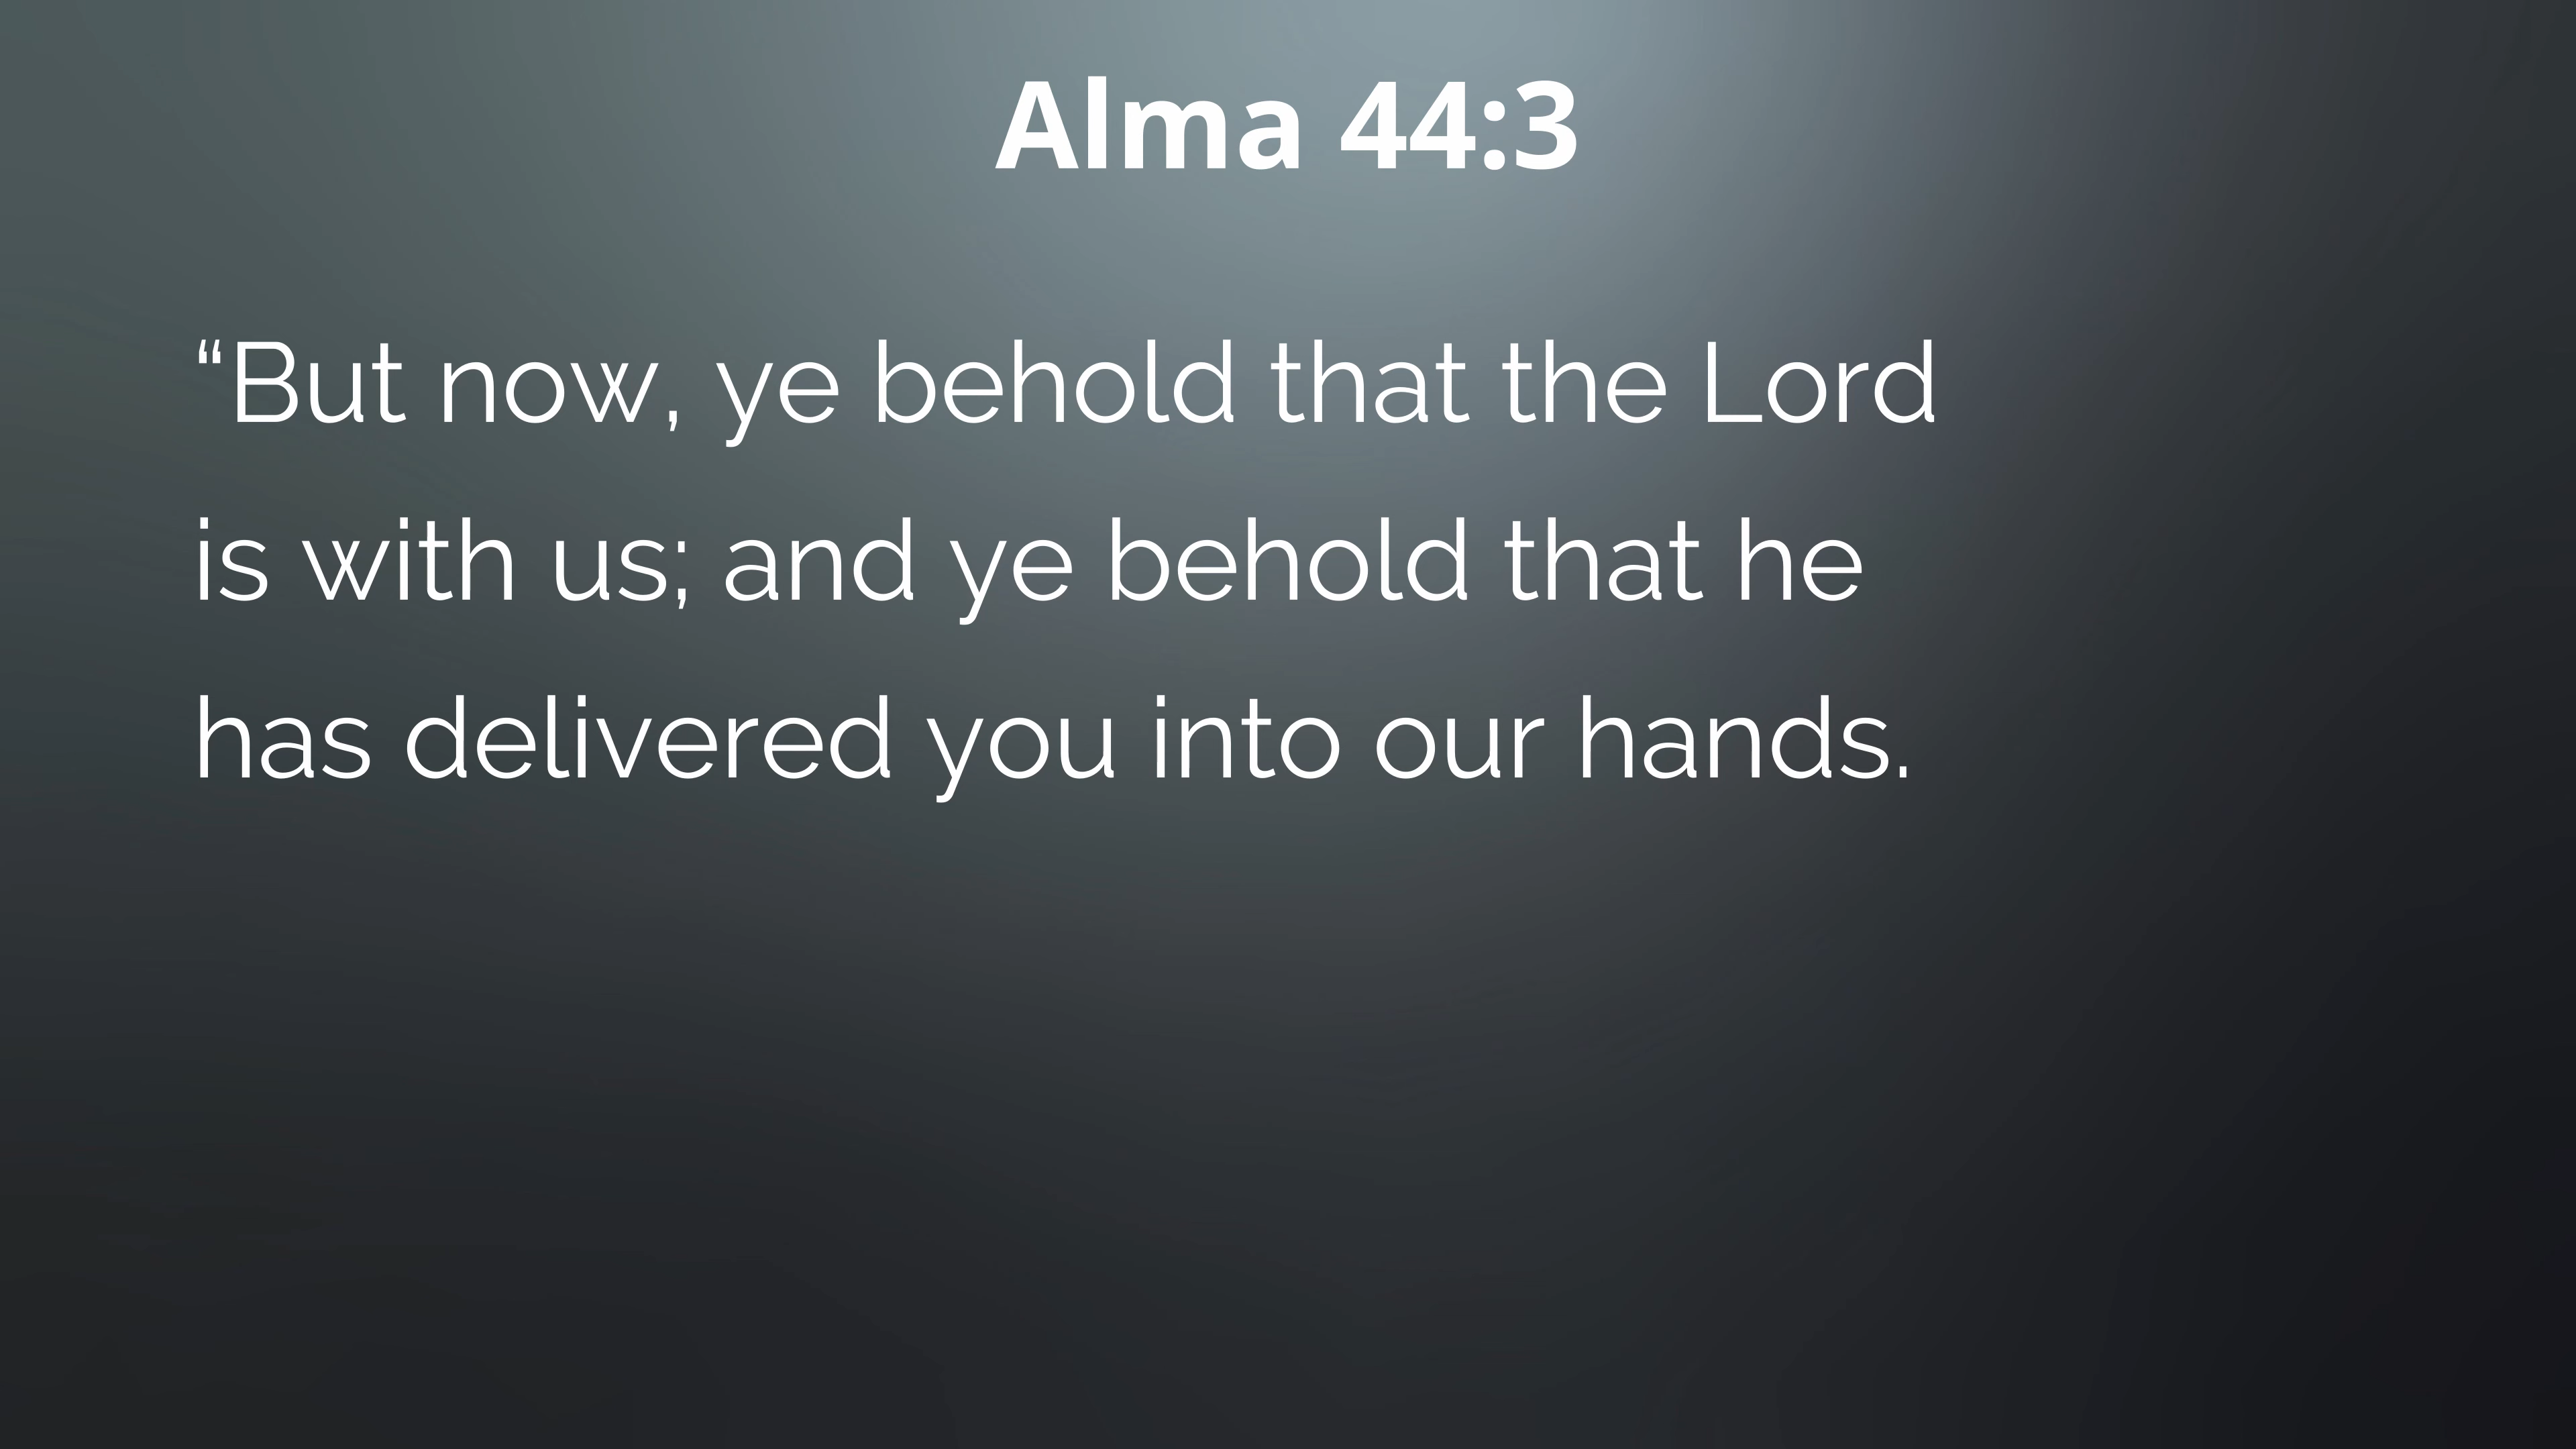 Alma 44:3
“But now, ye behold that the Lord
is with us; and ye behold that he
has delivered you into our hands.